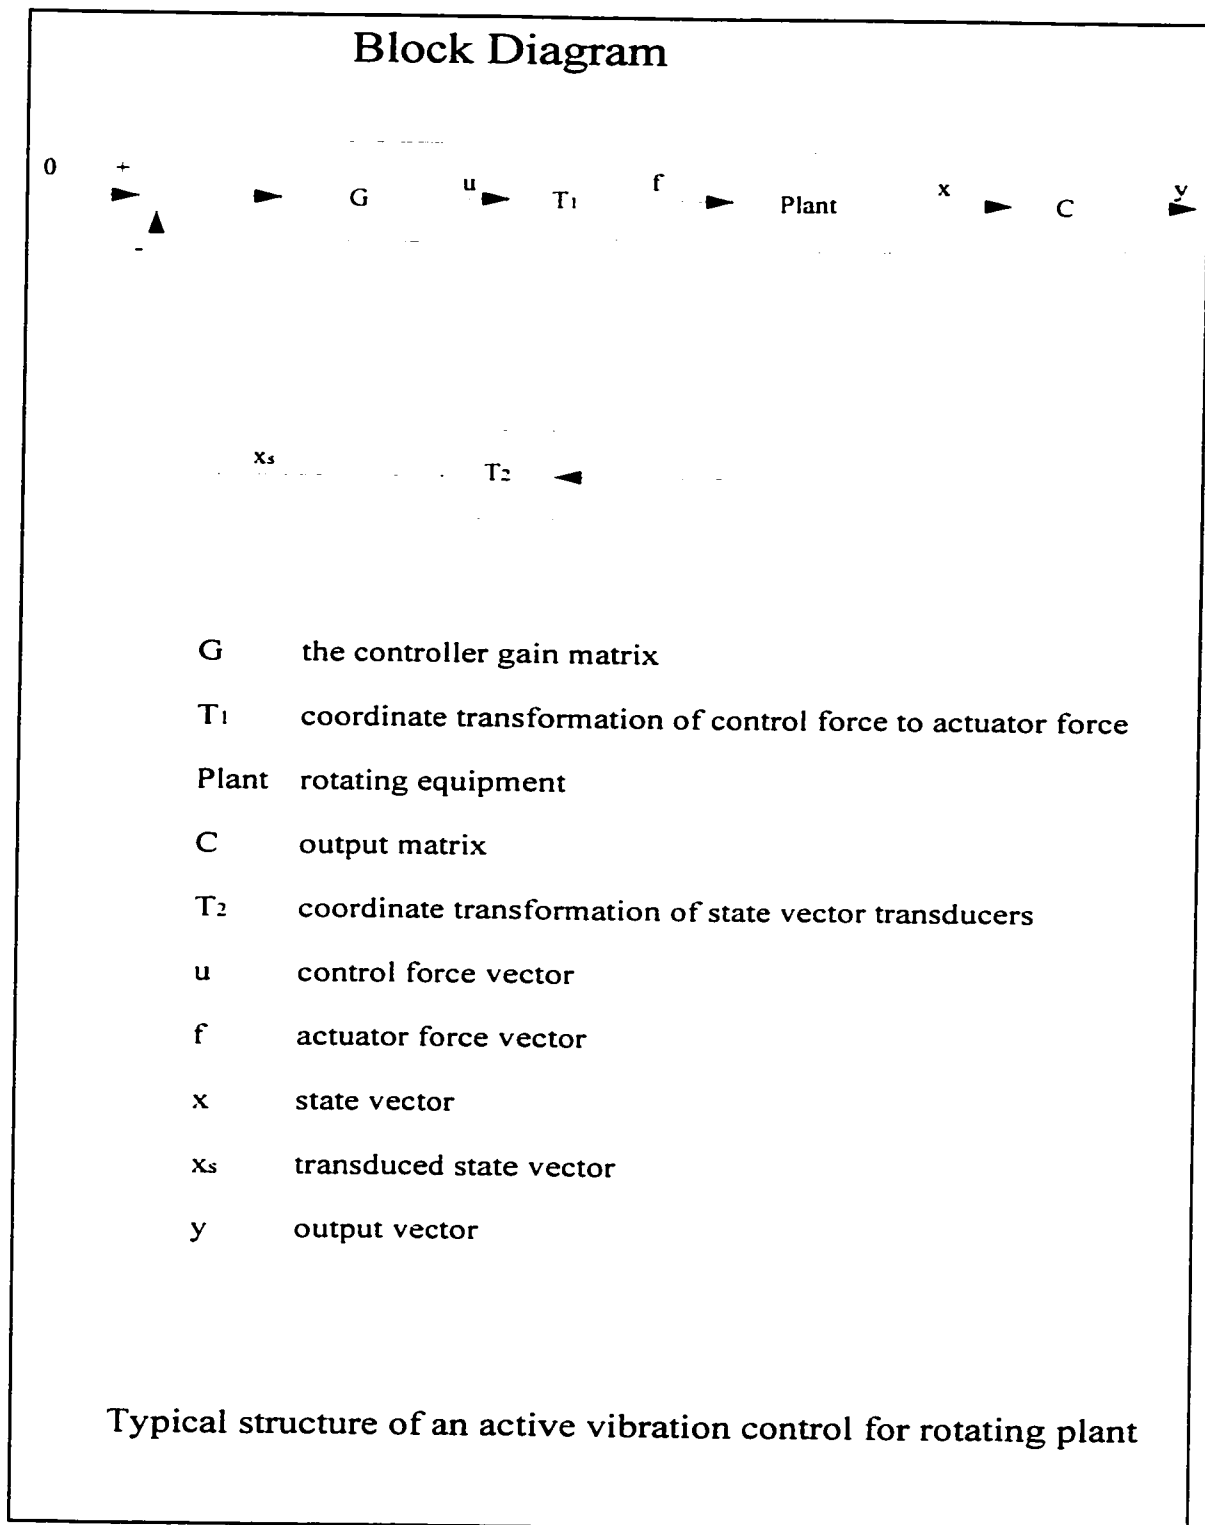 Block Diagram
0 + G u T1 f Plant x C y
-
xs T2
G the controller gain matrix
T1 coordinate transformation of control force to actuator force
Plant rotating equipment
C output matrix
T2 coordinate transformation of state vector transducers
u control force vector
f actuator force vector
x state vector
xs transduced state vector
y output vector
Typical structure of an active vibration control for rotating plant